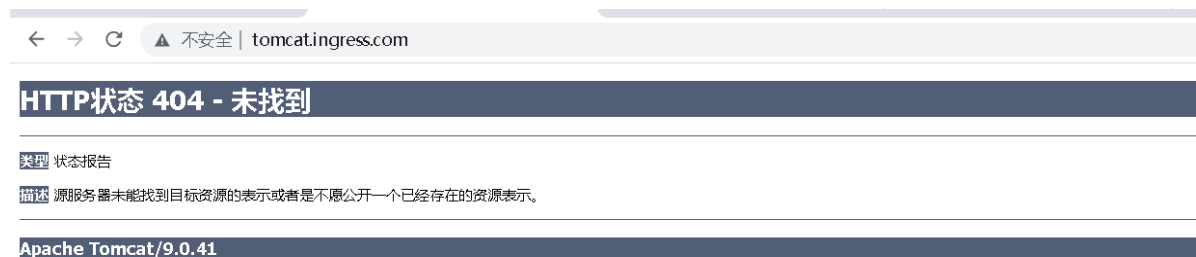 不安全 | tomcat.ingress.com
HTTP状态 404 - 未找到
类型 状态报告
描述 源服务器未能找到目标资源的表示或者是不愿公开一个已经存在的资源表示。
Apache Tomcat/9.0.41